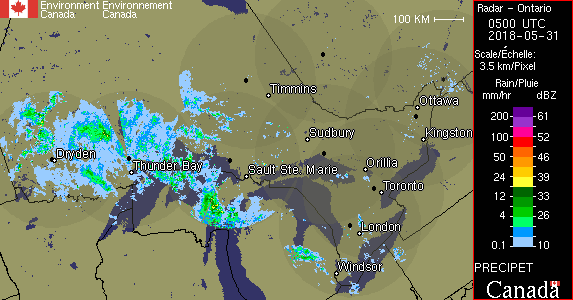 Environment Environnement
Canada Canada
100 KM
Timmins
Ottawa
Sudbury
Kingston
Dryden
Thunder Bay
Sault Ste. Marie
Orillia
Toronto
London
Windsor
Radar - Ontario
0500 UTC
2018-05-31
Scale/Échelle:
3.5 km/Pixel
Rain/Pluie
mm/hr dBZ
200 61
100 52
50 46
24 39
12 33
4 26
0.1 10
PRECIPET
Canada